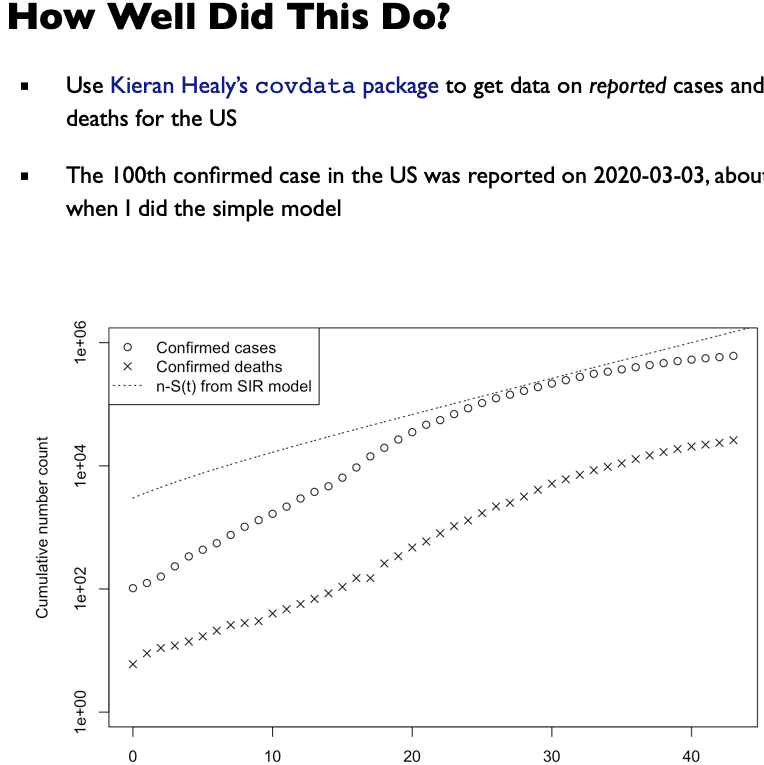 How Well Did This Do?
▪ Use Kieran Healy's covdata package to get data on reported cases and
deaths for the US
▪ The 100th confirmed case in the US was reported on 2020-03-03, about
when I did the simple model
Confirmed cases
Confirmed deaths
n-S(t) from SIR model
Cumulative number count
1e+06
1e+04
1e+02
1e+00
0 10 20 30 40